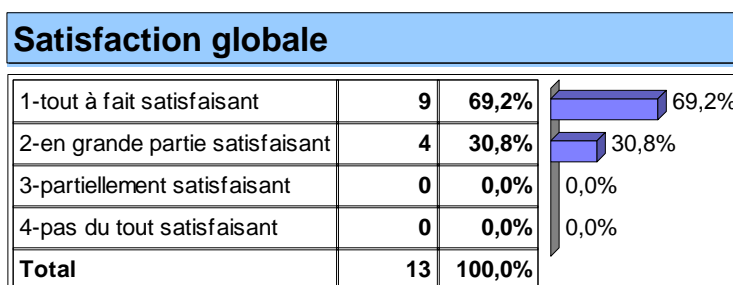 Satisfaction globale
1-tout à fait satisfaisant 9 69,2% 69,2%
2-en grande partie satisfaisant 4 30,8% 30,8%
3-partiellement satisfaisant 0 0,0% 0,0%
4-pas du tout satisfaisant 0 0,0% 0,0%
Total 13 100,0%